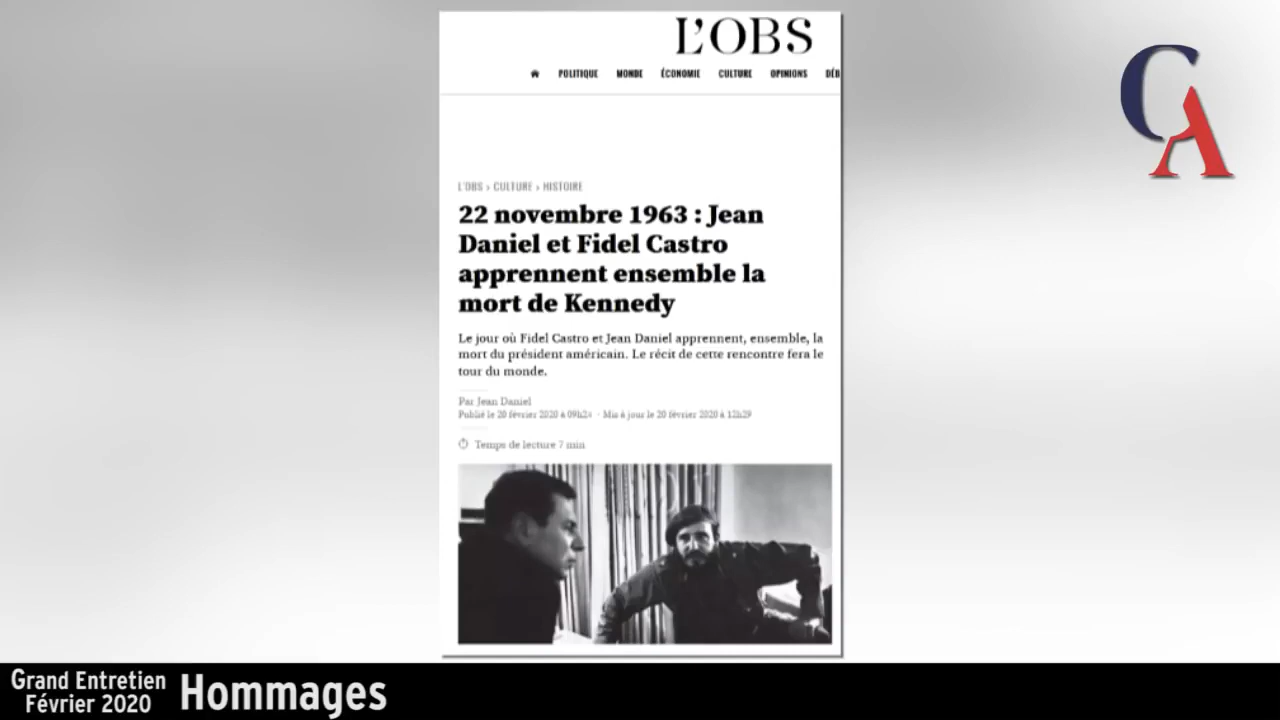 L'OBS
POLITIQUE MONDE ÉCONOMIE CULTURE OPINIONS DÉB
L'OBS > CULTURE > HISTOIRE
22 novembre 1963 : Jean
Daniel et Fidel Castro
apprennent ensemble la
mort de Kennedy
Le jour où Fidel Castro et Jean Daniel apprennent, ensemble, la
mort du président américain. Le récit de cette rencontre fera le
tour du monde.
Par Jean Daniel
Publié le 20 février 2020 à 09h24 · Mis à jour le 20 février 2020 à 12h29
Temps de lecture 7 min
CA
Grand Entretien
Février 2020
Hommages